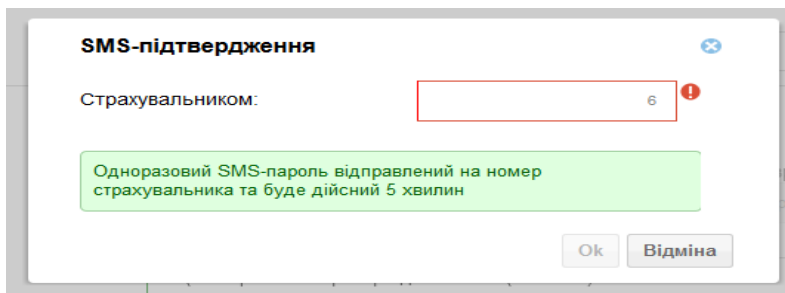 SMS-підтвердження
Страхувальником:
6
Одноразовий SMS-пароль відправлений на номер
страхувальника та буде дійсний 5 хвилин
Ok
Відміна